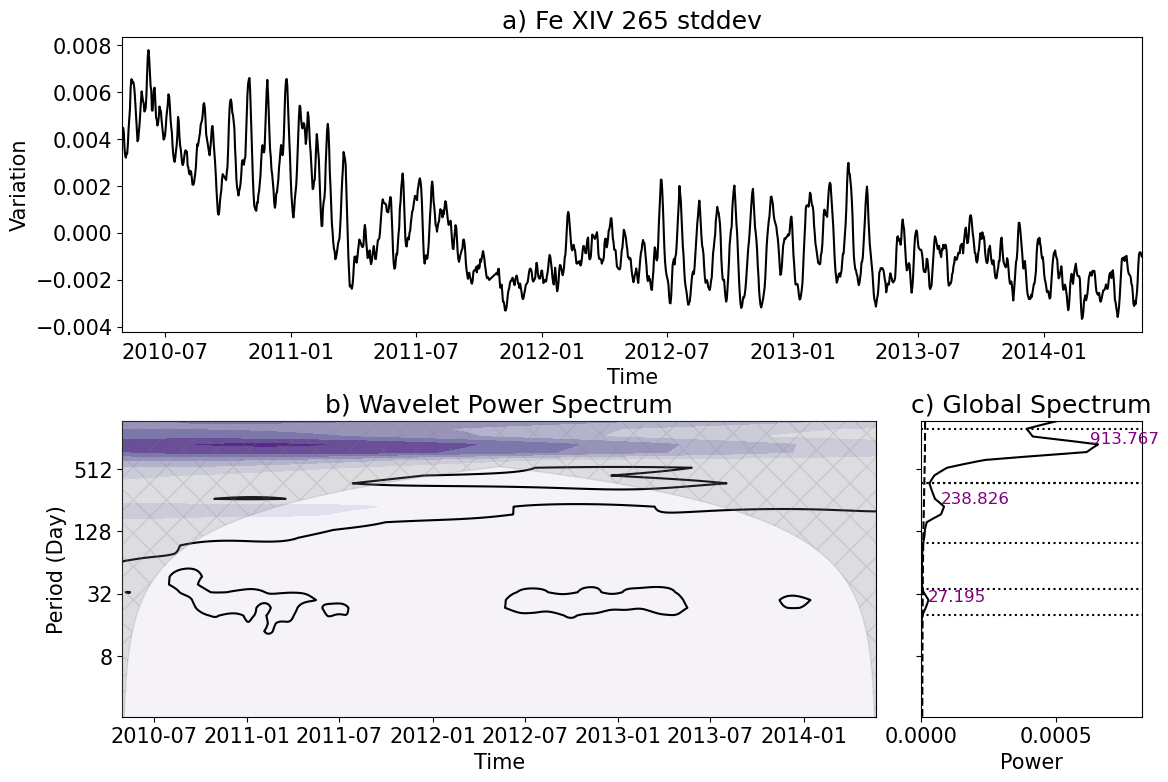 a) Fe XIV 265 stddev
0.008
0.006
0.004
0.002
0.000
−0.002
−0.004
Variation
2010-07 2011-01 2011-07 2012-01 2012-07 2013-01 2013-07 2014-01
Time
b) Wavelet Power Spectrum
512
128
32
8
Period (Day)
2010-07 2011-01 2011-07 2012-01 2012-07 2013-01 2013-07 2014-01
Time
c) Global Spectrum
913.767
238.826
27.195
0.0000 0.0005
Power